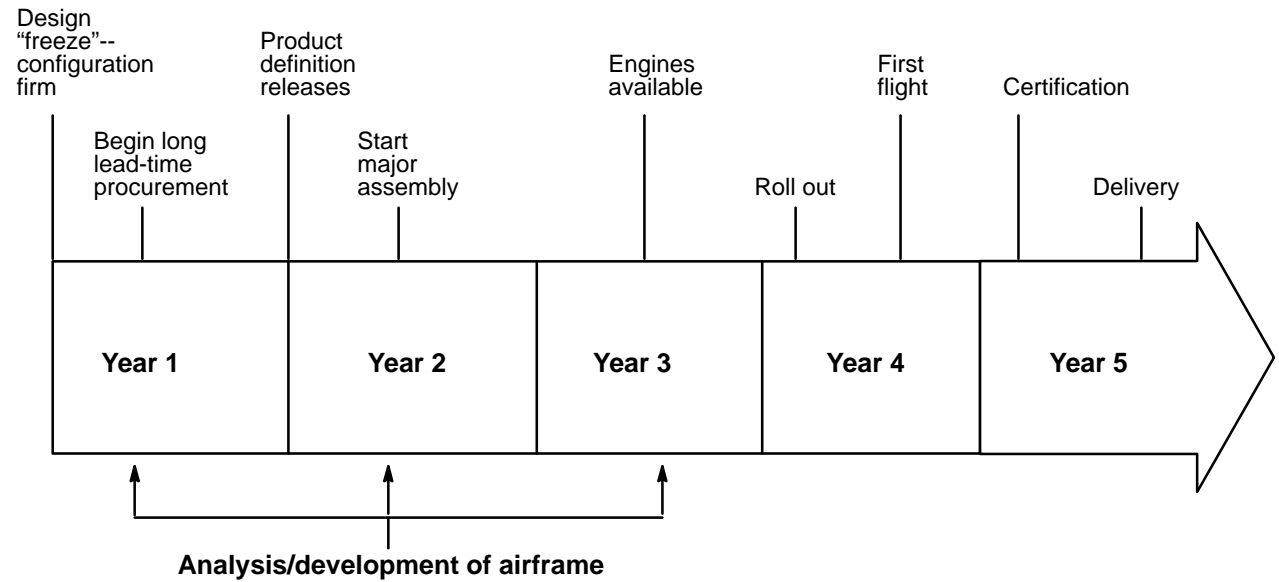 Design
“freeze”--
configuration
firm
Product
definition
releases
Engines
available
First
flight
Certification
Begin long
lead-time
procurement
Start
major
assembly
Roll out
Delivery
Year 1
Year 2
Year 3
Year 4
Year 5
Analysis/development of airframe